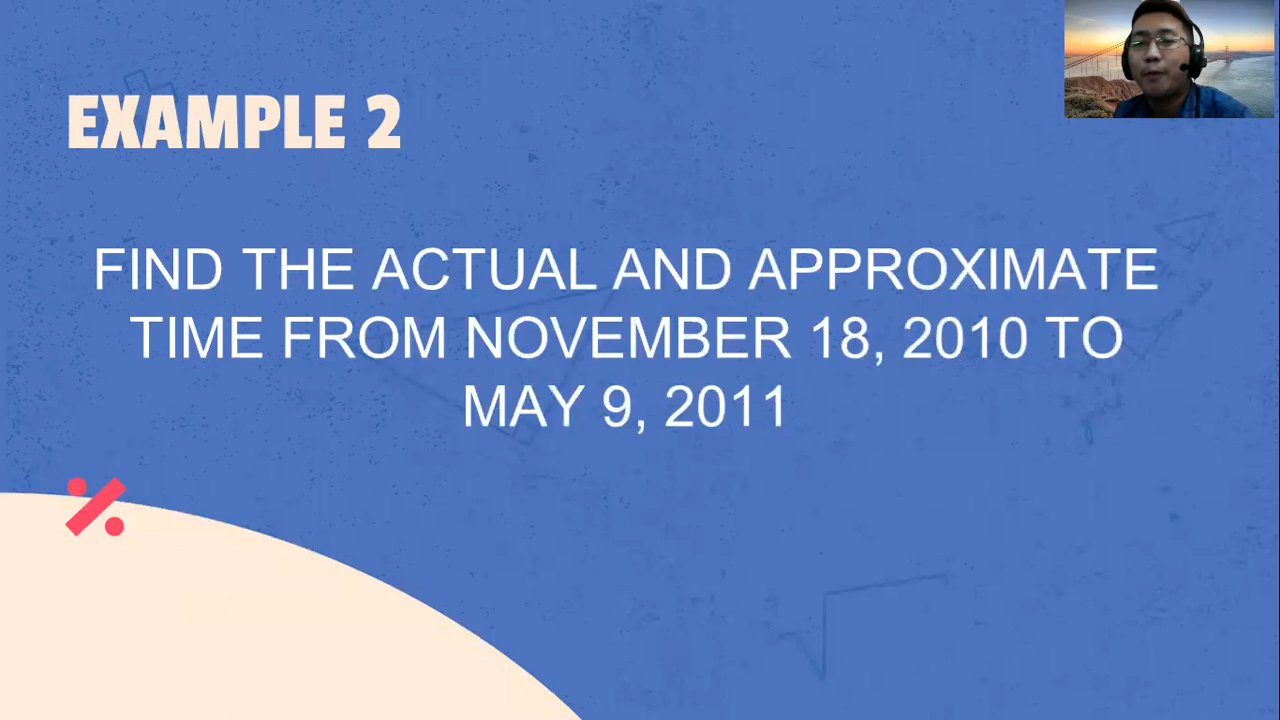 EXAMPLE 2
FIND THE ACTUAL AND APPROXIMATE
TIME FROM NOVEMBER 18, 2010 TO
MAY 9, 2011